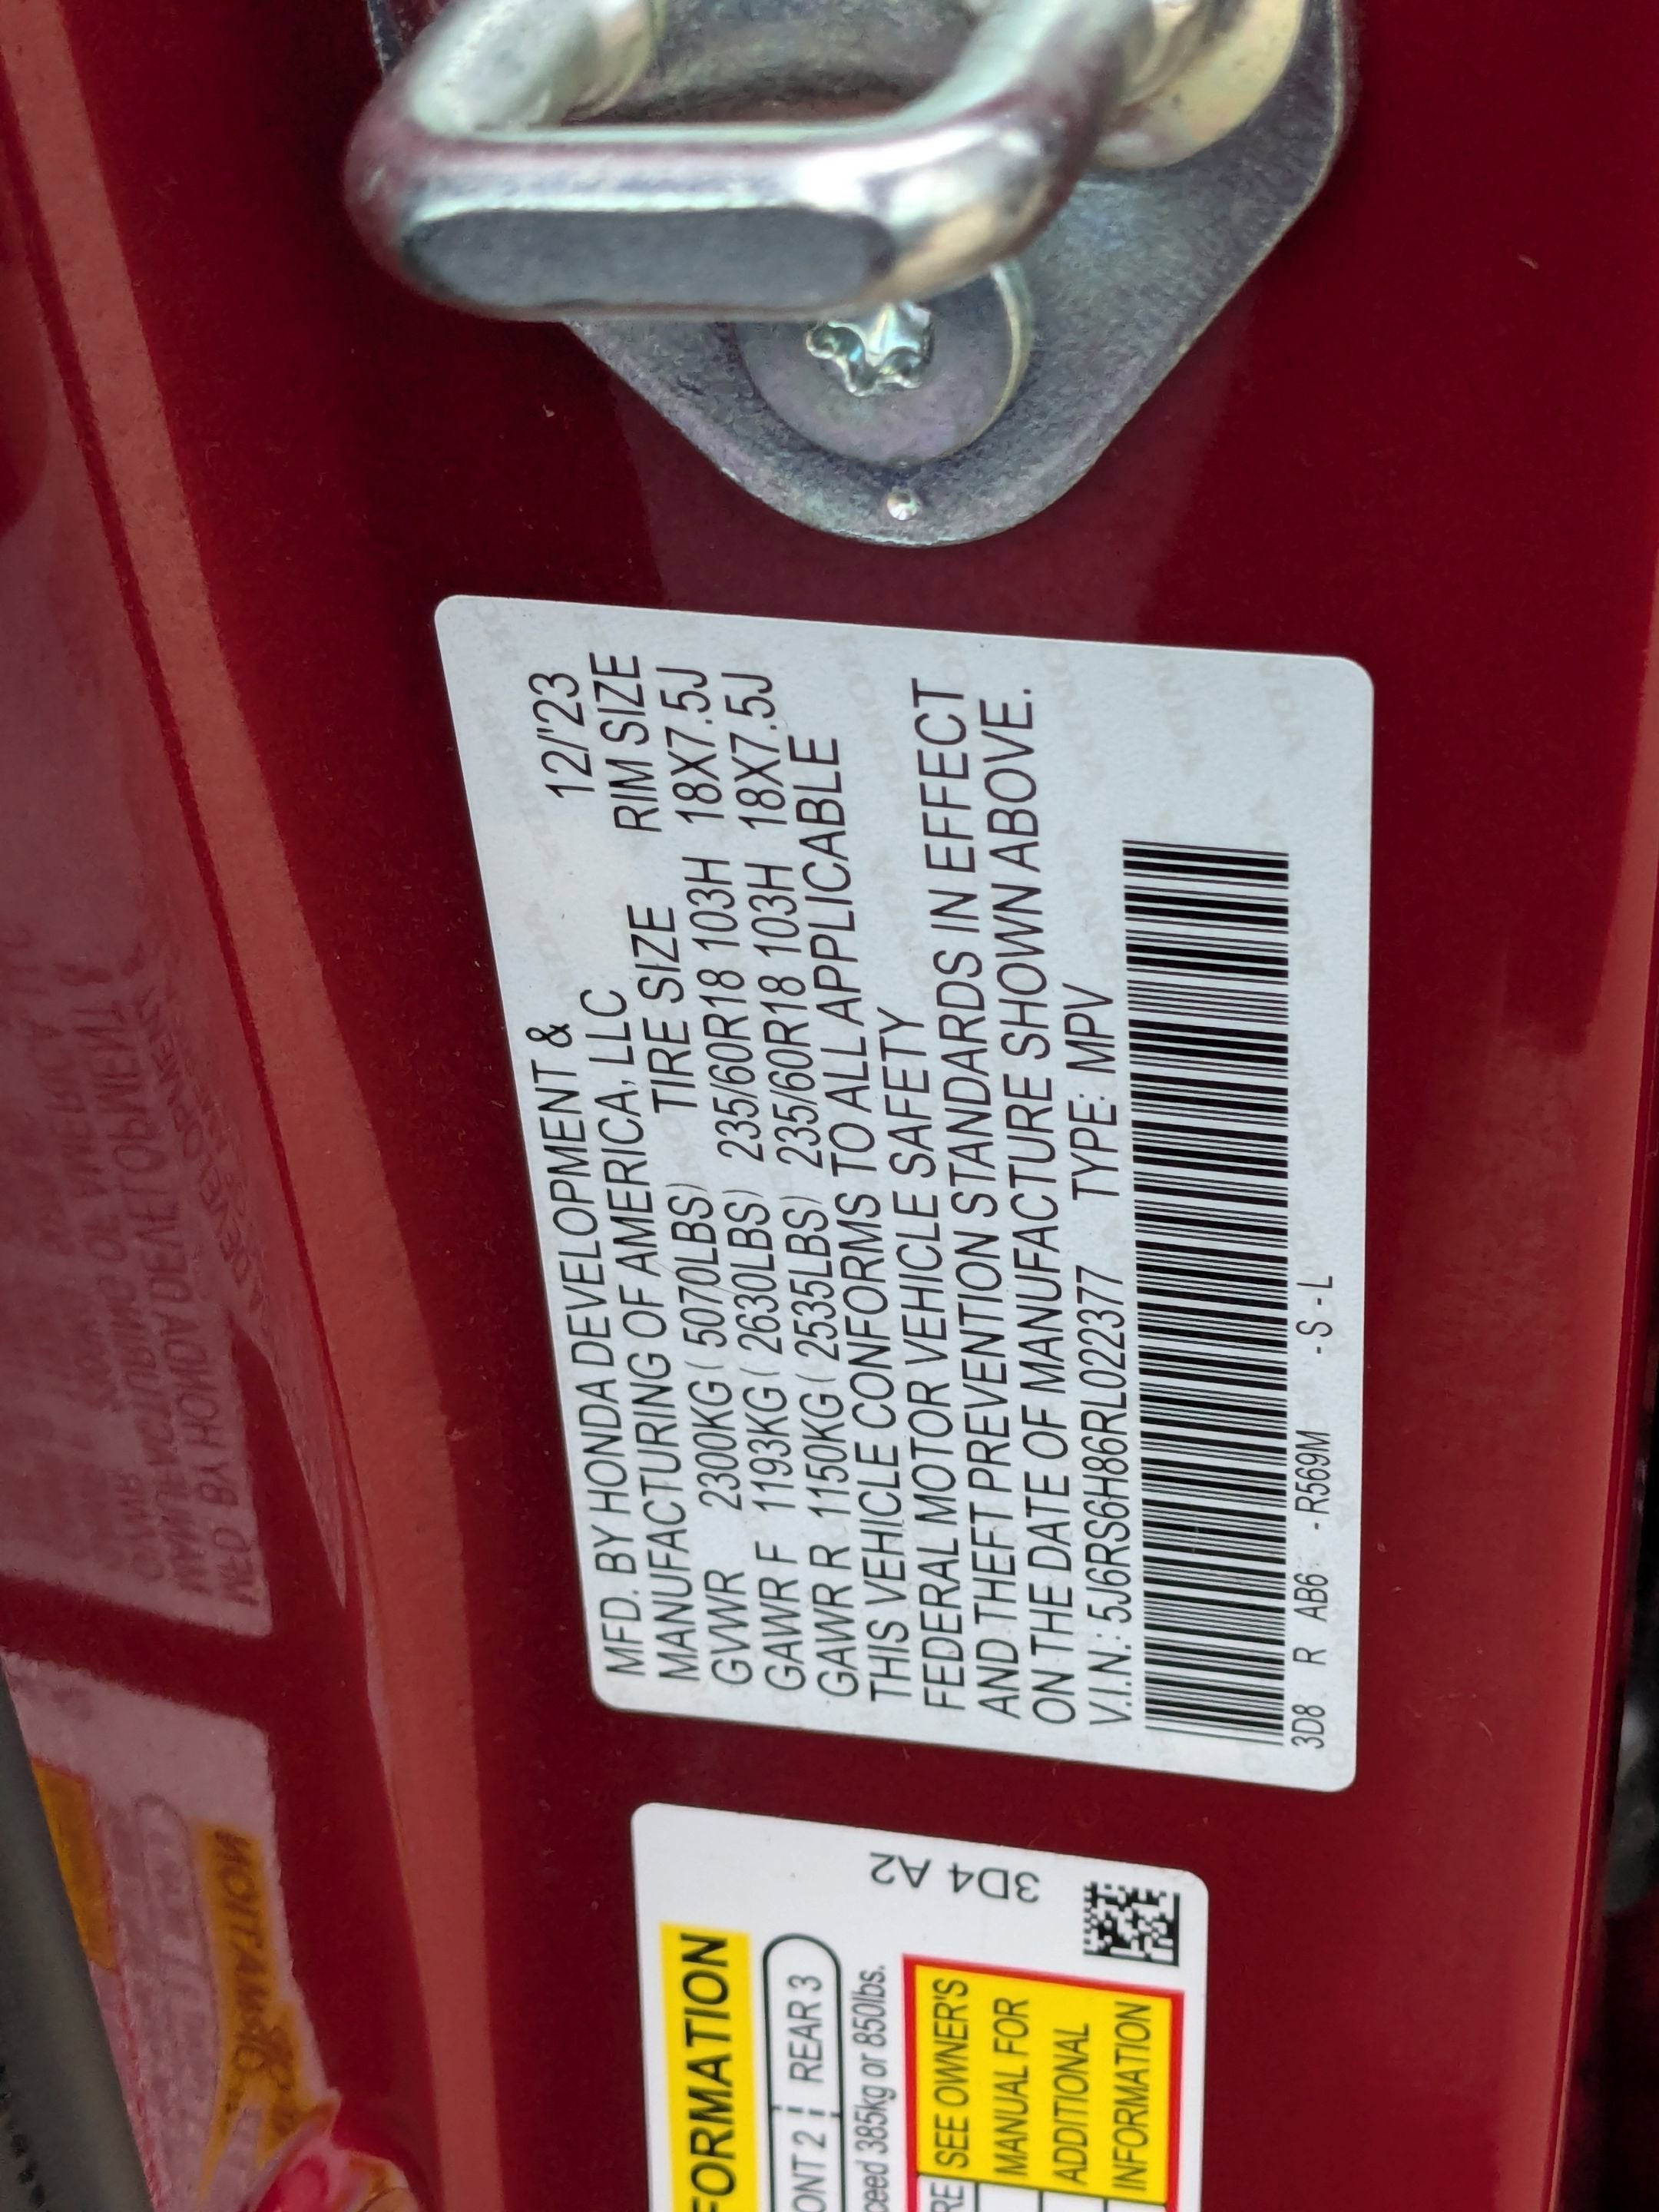 MFD. BY HONDA DEVELOPMENT & 12/'23
MANUFACTURING OF AMERICA, LLC RIM SIZE
GVWR 2300KG ( 5070LBS) TIRE SIZE 18X7.5J
GAWR F 1193KG ( 2630LBS) 235/60R18 103H 18X7.5J
GAWR R 1150KG ( 2535LBS) 235/60R18 103H
THIS VEHICLE CONFORMS TO ALL APPLICABLE
FEDERAL MOTOR VEHICLE SAFETY
AND THEFT PREVENTION STANDARDS IN EFFECT
ON THE DATE OF MANUFACTURE SHOWN ABOVE.
V.I.N.: 5J6RS6H86RL022377 TYPE: MPV
3D8 R AB6 - R569M - S - L
3D4 A2
FORMATION
ONT 2 REAR 3
ceed 385kg or 850lbs.
RE
SEE OWNER'S
MANUAL FOR
ADDITIONAL
INFORMATION